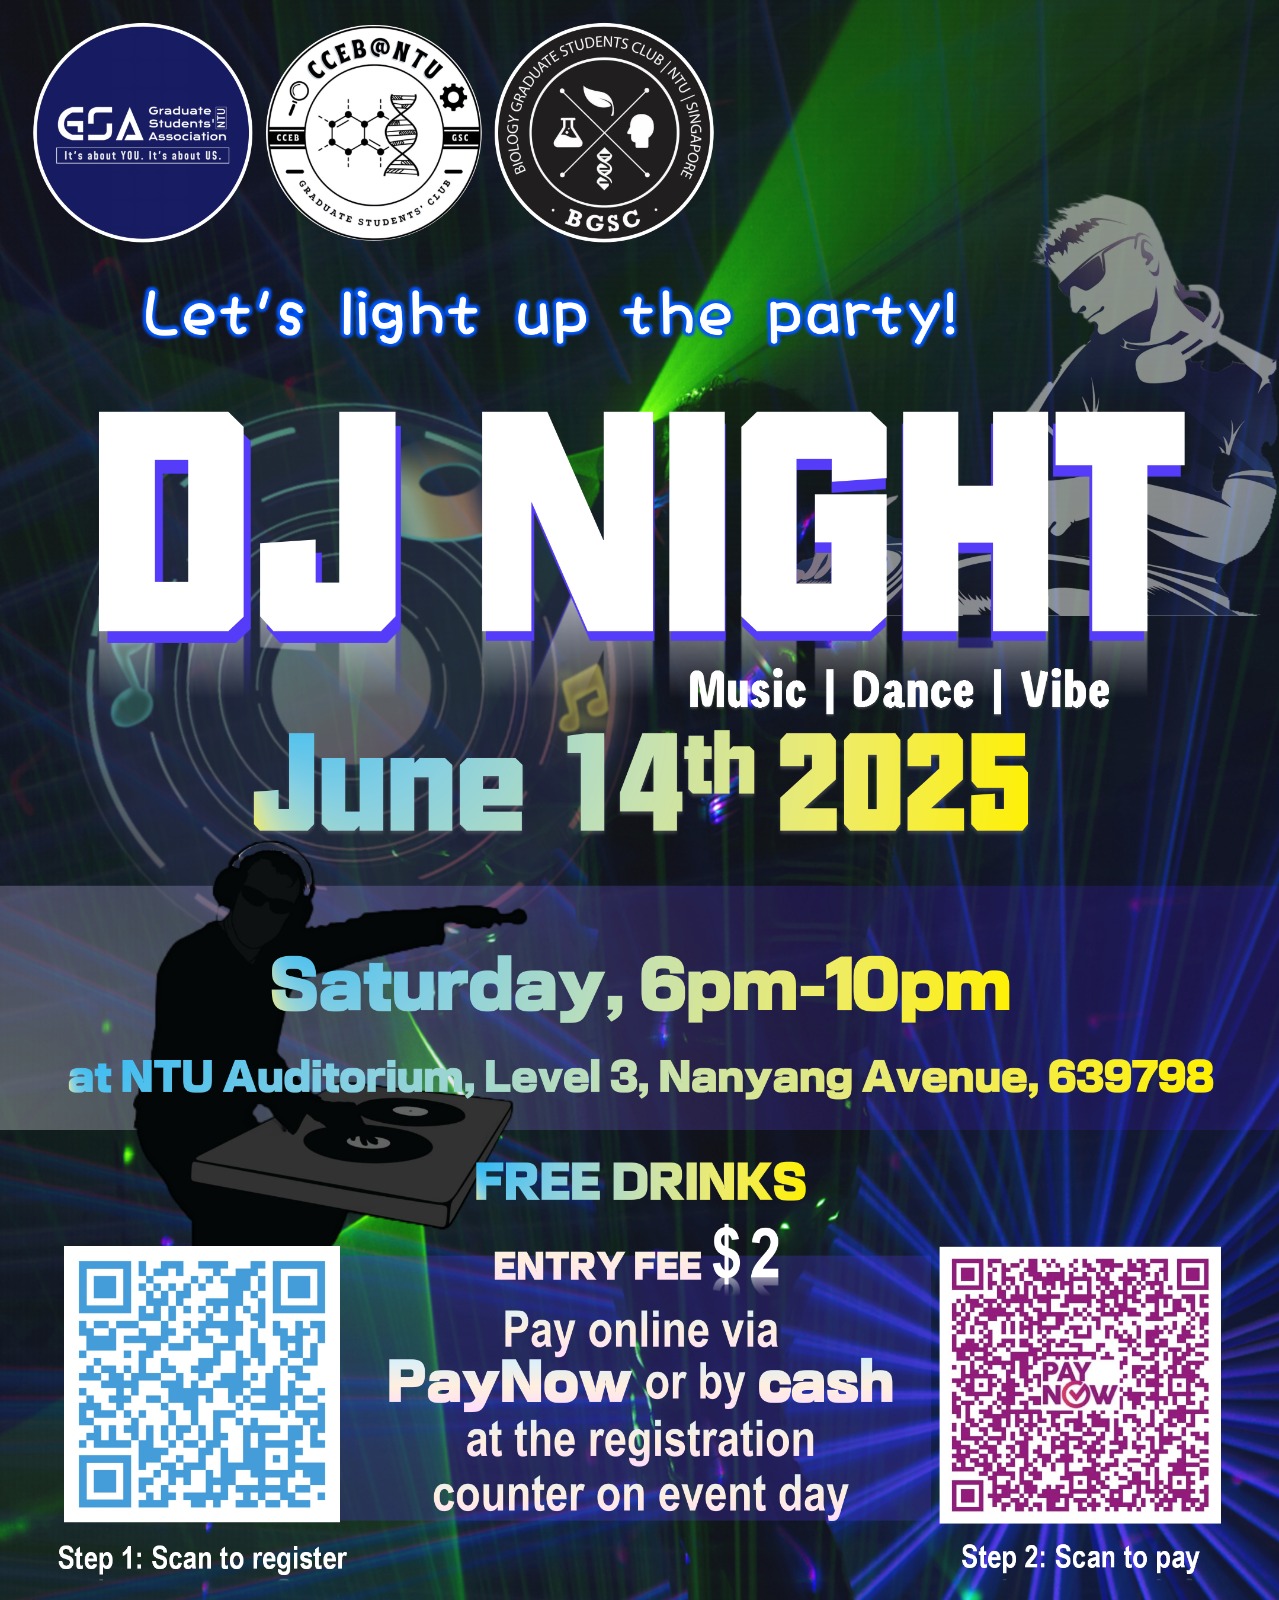 GSA Graduate Students' Association NTU
It's about YOU. It's about US.
CCEB@NTU
CCEB
GSC
GRADUATE STUDENTS' CLUB
BIOLOGY GRADUATE STUDENTS CLUB | NTU | SINGAPORE
· BGSC ·
Let's light up the party!
DJ NIGHT
Music | Dance | Vibe
June 14th 2025
Saturday, 6pm-10pm
at NTU Auditorium, Level 3, Nanyang Avenue, 639798
FREE DRINKS
ENTRY FEE $2
Pay online via
PayNow or by cash
at the registration
counter on event day
PAY
NOW
Step 1: Scan to register
Step 2: Scan to pay